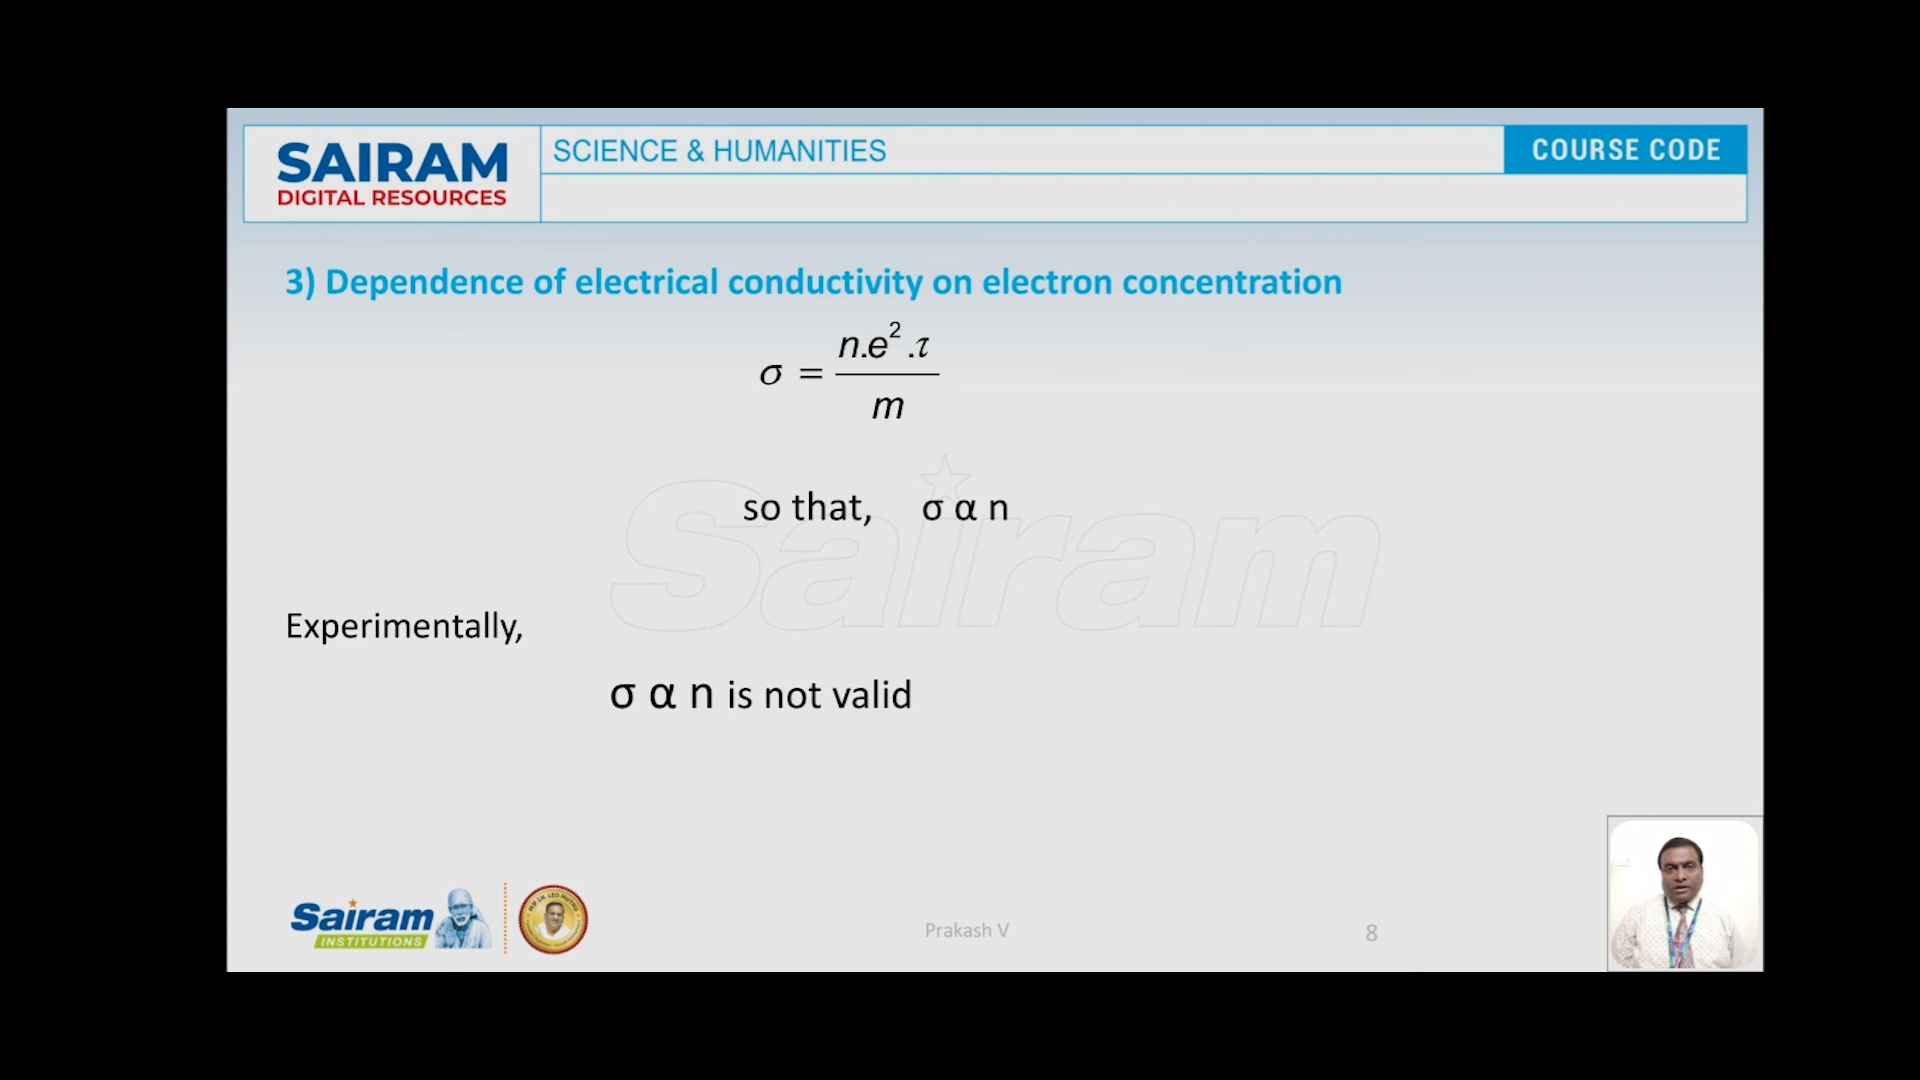 SAIRAM
DIGITAL RESOURCES
SCIENCE & HUMANITIES
COURSE CODE
3) Dependence of electrical conductivity on electron concentration
σ = n.e².τ / m
so that, σ α n
Sairam
Experimentally,
σ α n is not valid
Sairam
INSTITUTIONS
Prakash V
8